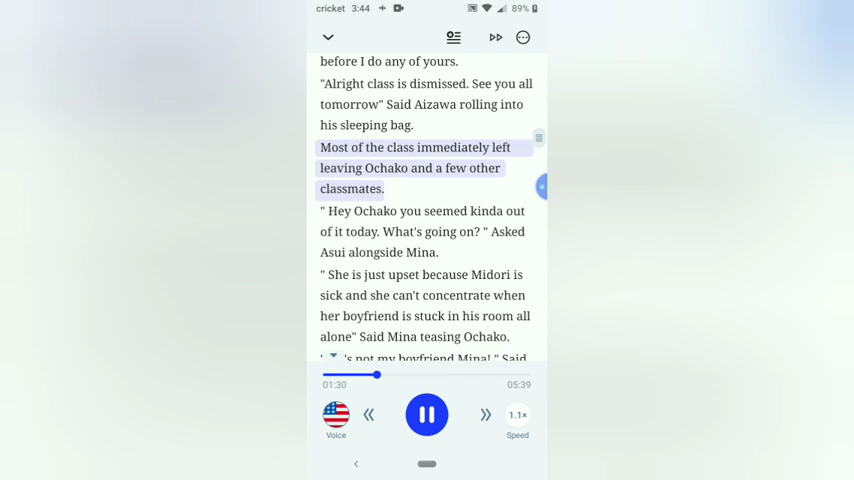 cricket 3:44 89%
before I do any of yours.
"Alright class is dismissed. See you all
tomorrow" Said Aizawa rolling into
his sleeping bag.
Most of the class immediately left
leaving Ochako and a few other
classmates.
" Hey Ochako you seemed kinda out
of it today. What's going on? " Asked
Asui alongside Mina.
" She is just upset because Midori is
sick and she can't concentrate when
her boyfriend is stuck in his room all
alone" Said Mina teasing Ochako.
's not my boyfriend Mina! " Said
01:30 05:39
1.1×
Voice Speed